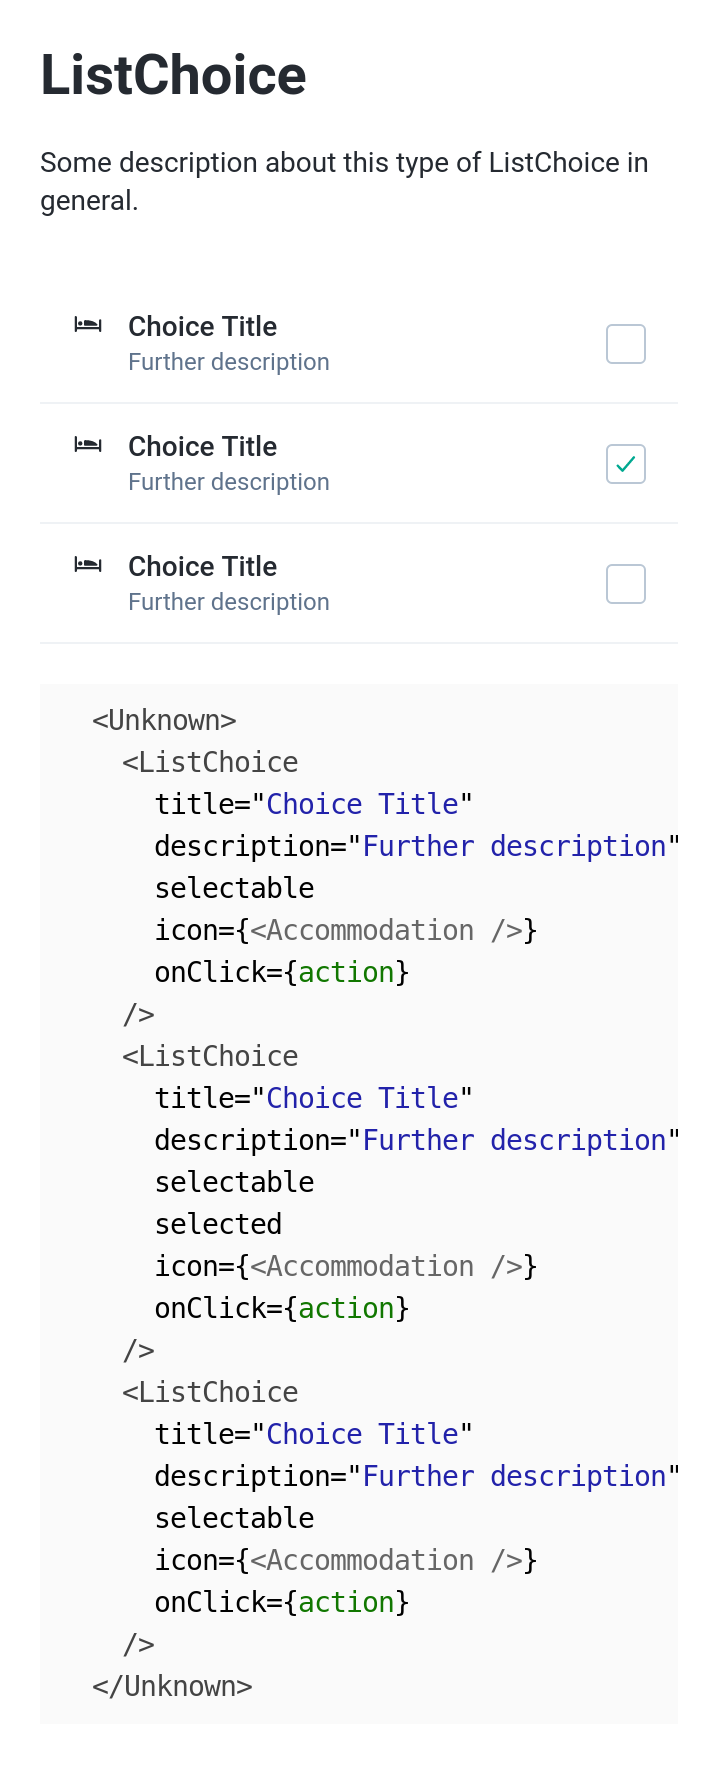 ListChoice
Some description about this type of ListChoice in
general.
Choice Title
Further description
Choice Title
Further description
Choice Title
Further description
<Unknown>
<ListChoice
title="Choice Title"
description="Further description"
selectable
icon={<Accommodation />}
onClick={action}
/>
<ListChoice
title="Choice Title"
description="Further description"
selectable
selected
icon={<Accommodation />}
onClick={action}
/>
<ListChoice
title="Choice Title"
description="Further description"
selectable
icon={<Accommodation />}
onClick={action}
/>
</Unknown>